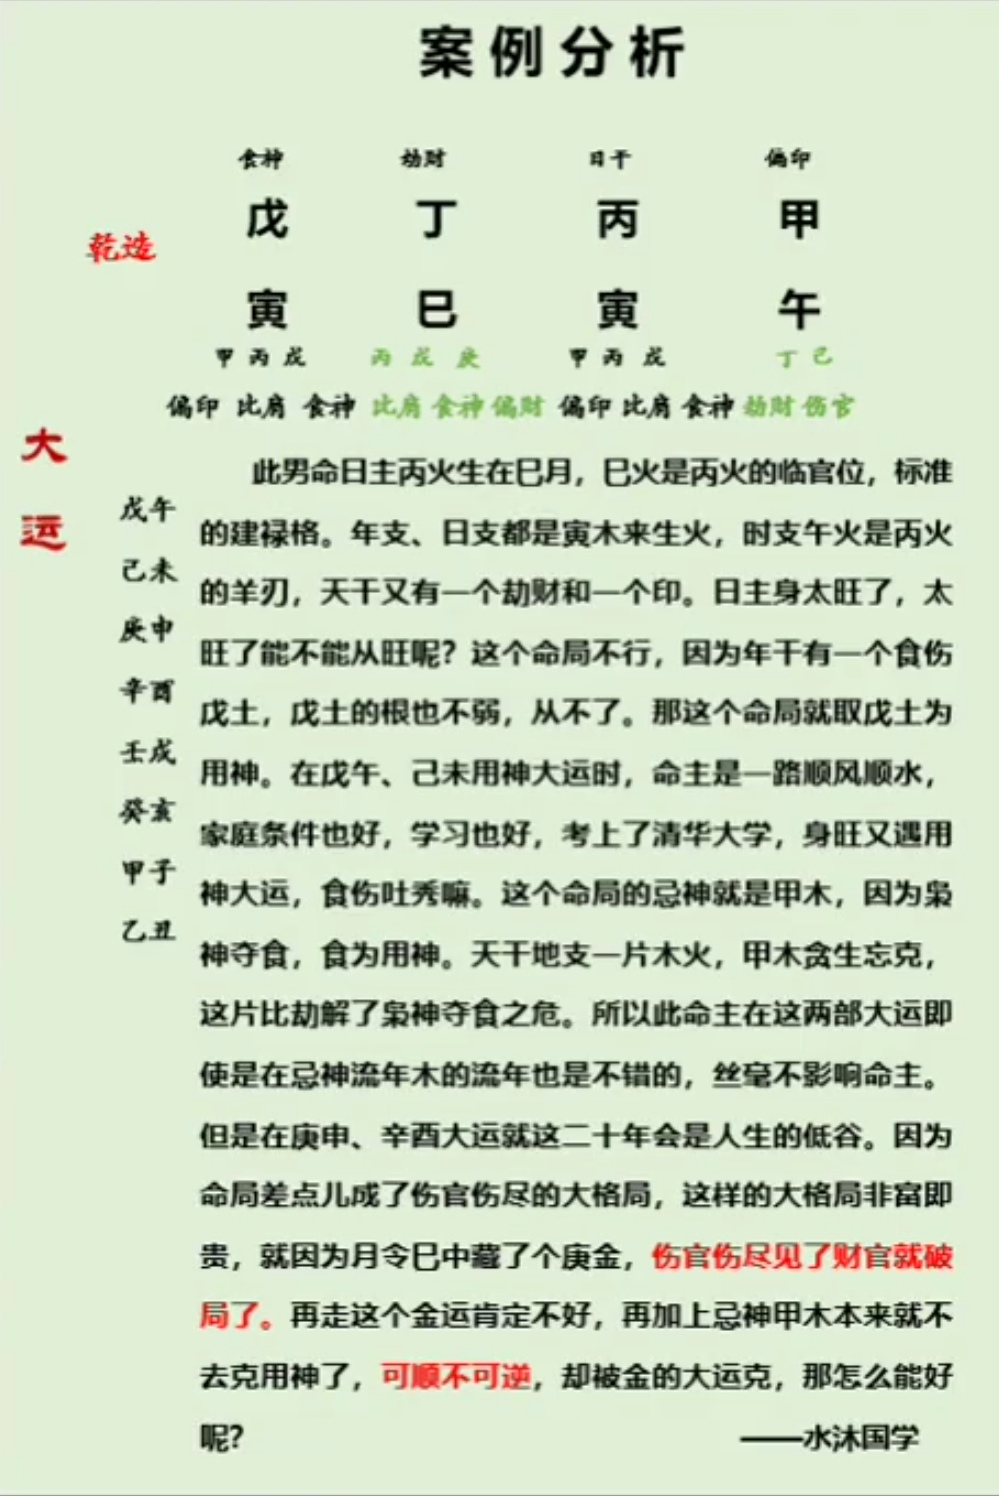 案例分析
食神 劫财 日干 偏印
戊 丁 丙 甲
乾造
寅 巳 寅 午
甲 丙 戊 丙 戊 庚 甲 丙 戊 丁 己
偏印 比肩 食神 比肩 食神 偏财 偏印 比肩 食神 劫财 伤官
大运
戊午
己未
庚申
辛酉
壬戌
癸亥
甲子
乙丑
此男命日主丙火生在巳月，巳火是丙火的临官位，标准
的建禄格。年支、日支都是寅木来生火，时支午火是丙火
的羊刃，天干又有一个劫财和一个印。日主身太旺了，太
旺了能不能从旺呢？这个命局不行，因为年干有一个食伤
戊土，戊土的根也不弱，从不了。那这个命局就取戊土为
用神。在戊午、己未用神大运时，命主是一路顺风顺水，
家庭条件也好，学习也好，考上了清华大学，身旺又遇用
神大运，食伤吐秀嘛。这个命局的忌神就是甲木，因为枭
神夺食，食为用神。天干地支一片木火，甲木贪生忘克，
这片比劫解了枭神夺食之危。所以此命主在这两部大运即
使是在忌神流年木的流年也是不错的，丝毫不影响命主。
但是在庚申、辛酉大运就这二十年会是人生的低谷。因为
命局差点儿成了伤官伤尽的大格局，这样的大格局非富即
贵，就因为月令巳中藏了个庚金，伤官伤尽见了财官就破
局了。再走这个金运肯定不好，再加上忌神甲木本来就不
去克用神了，可顺不可逆，却被金的大运克，那怎么能好
呢？ ——水沐国学